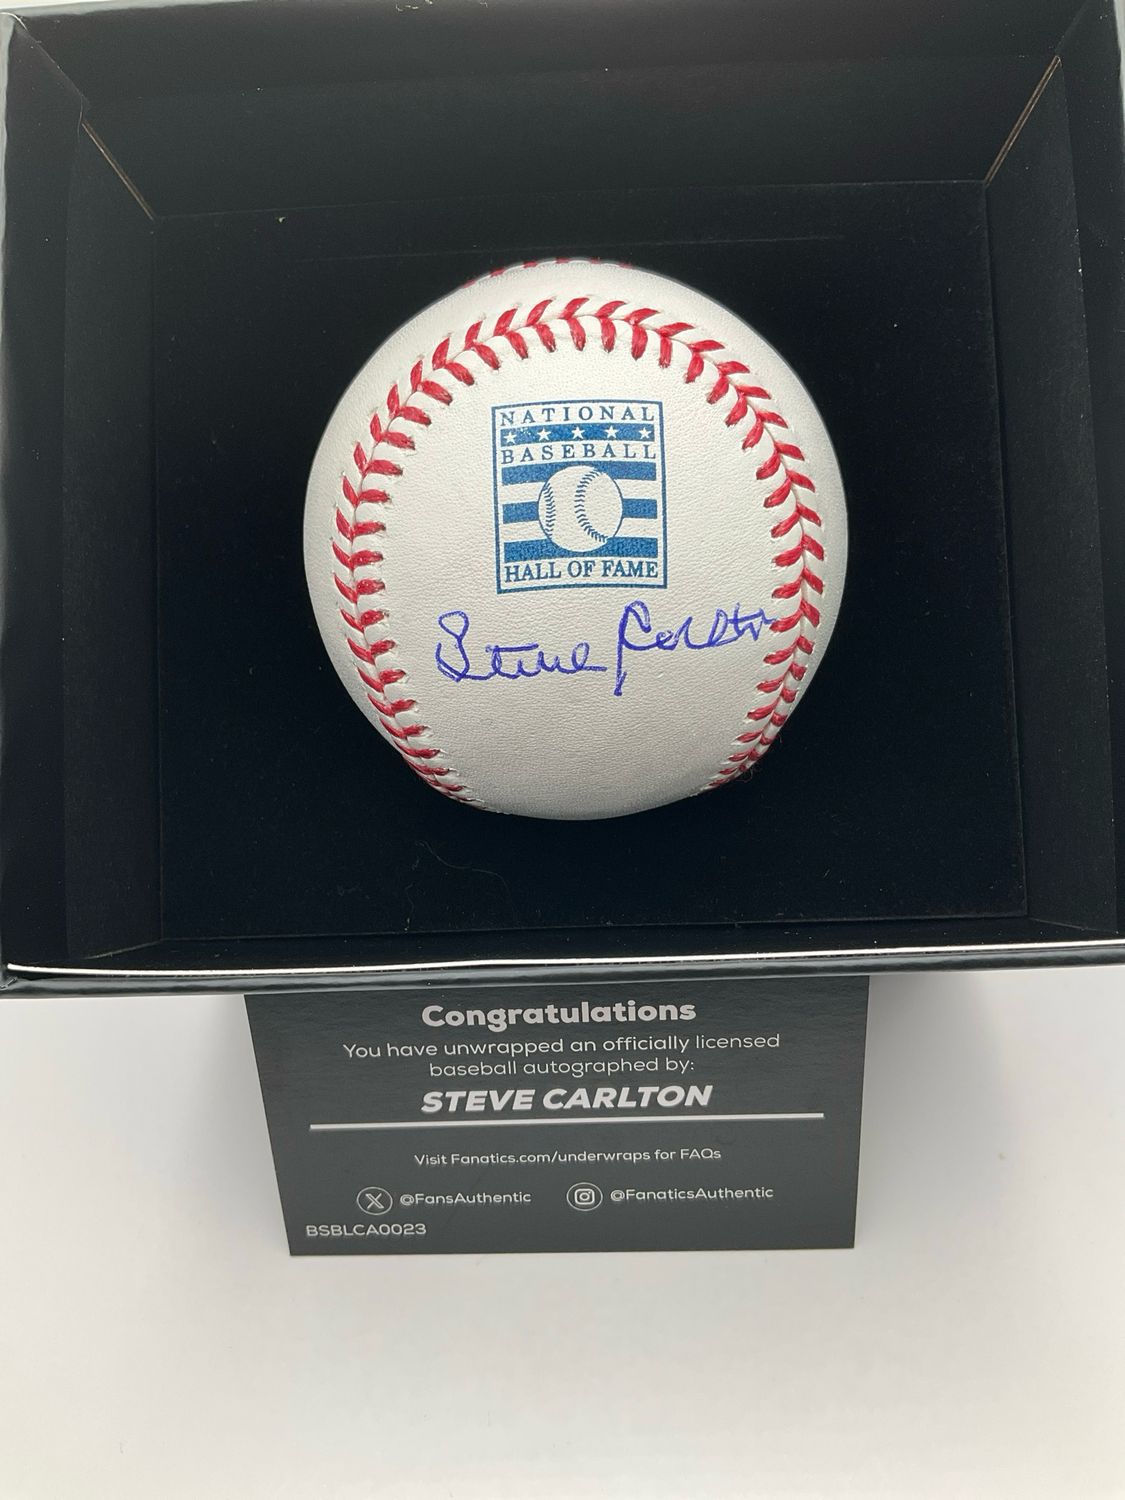 NATIONAL
BASEBALL
HALL OF FAME
Steve Carlton
Congratulations
You have unwrapped an officially licensed
baseball autographed by:
STEVE CARLTON
Visit Fanatics.com/underwraps for FAQs
@FansAuthentic @FanaticsAuthentic
BSBLCA0023